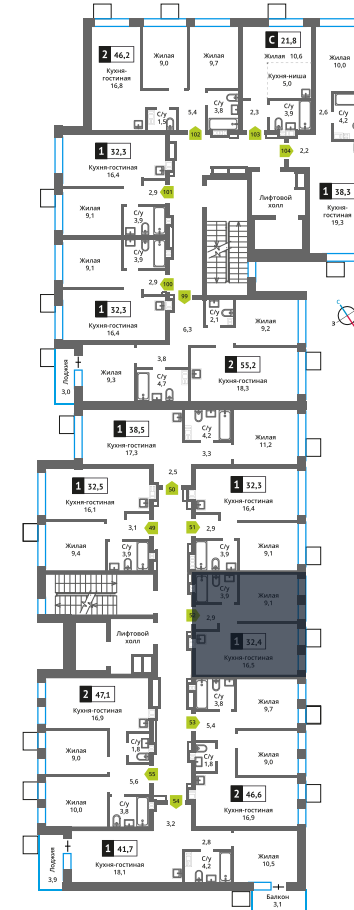 2 46,2
Кухня-
гостиная
16,8
Жилая
9,0
Жилая
9,7
С 21,8
Жилая 10,6
Кухня-ниша
5,0
Жилая
10,0
С/у
1,5
5,4
С/у
3,8
2,3
С/у
3,9
2,6
С/у
4,2
102
103
104
2,2
1 32,3
Кухня-гостиная
16,4
2,9
101
Жилая
9,1
С/у
3,9
Лифтовой
холл
1 38,3
Кухня-
гостиная
19,3
С/у
3,9
Жилая
9,1
2,9
100
99
1 32,3
Кухня-гостиная
16,4
6,3
С/у
2,1
Жилая
9,2
С
З
Лоджия
3,0
Жилая
9,3
3,8
С/у
4,7
2 55,2
Кухня-гостиная
18,3
1 38,5
Кухня-гостиная
17,3
С/у
4,2
3,3
Жилая
11,2
2,5
50
1 32,5
Кухня-гостиная
16,1
1 32,3
Кухня-гостиная
16,4
3,1
49
51
2,9
Жилая
9,4
С/у
3,9
С/у
3,9
Жилая
9,1
С/у
3,9
Жилая
9,1
2,9
Лифтовой
холл
1 32,4
Кухня-гостиная
16,5
2 47,1
Кухня-гостиная
16,9
С/у
3,8
Жилая
9,7
53
5,4
Жилая
9,0
С/у
1,8
С/у
1,8
Жилая
9,0
5,6
55
Жилая
10,0
С/у
3,8
54
2 46,6
Кухня-гостиная
16,9
3,2
Лоджия
3,9
1 41,7
Кухня-гостиная
18,1
2,8
С/у
4,2
Жилая
10,5
Балкон
3,1